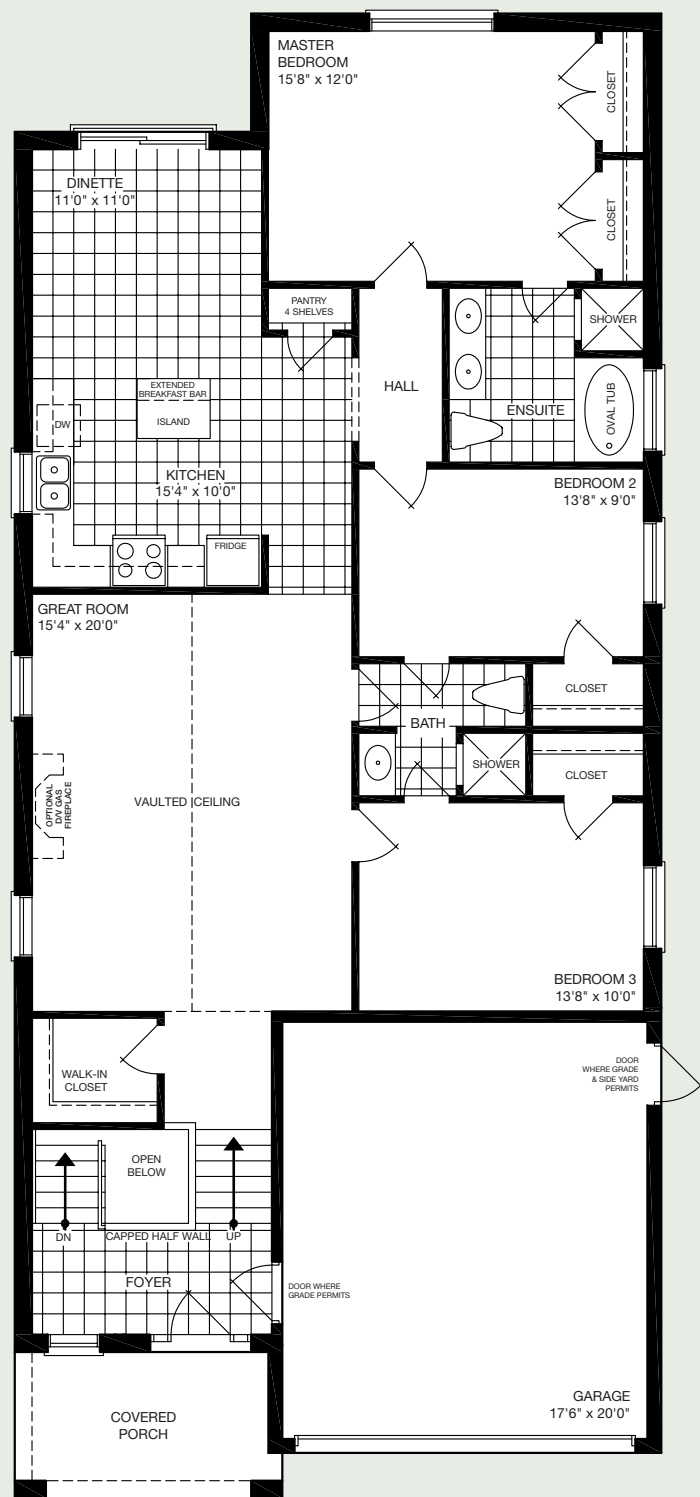 MASTER
BEDROOM
15'8" x 12'0"
CLOSET
CLOSET
DINETTE
11'0" x 11'0"
PANTRY
4 SHELVES
SHOWER
HALL
EXTENDED
BREAKFAST BAR
ISLAND
DW
ENSUITE
OVAL TUB
KITCHEN
15'4" x 10'0"
BEDROOM 2
13'8" x 9'0"
FRIDGE
GREAT ROOM
15'4" x 20'0"
CLOSET
BATH
SHOWER
CLOSET
OPTIONAL
D/V GAS
FIREPLACE
VAULTED CEILING
BEDROOM 3
13'8" x 10'0"
WALK-IN
CLOSET
DOOR
WHERE GRADE
& SIDE YARD
PERMITS
OPEN
BELOW
DN
CAPPED HALF WALL
UP
FOYER
DOOR WHERE
GRADE PERMITS
GARAGE
17'6" x 20'0"
COVERED
PORCH